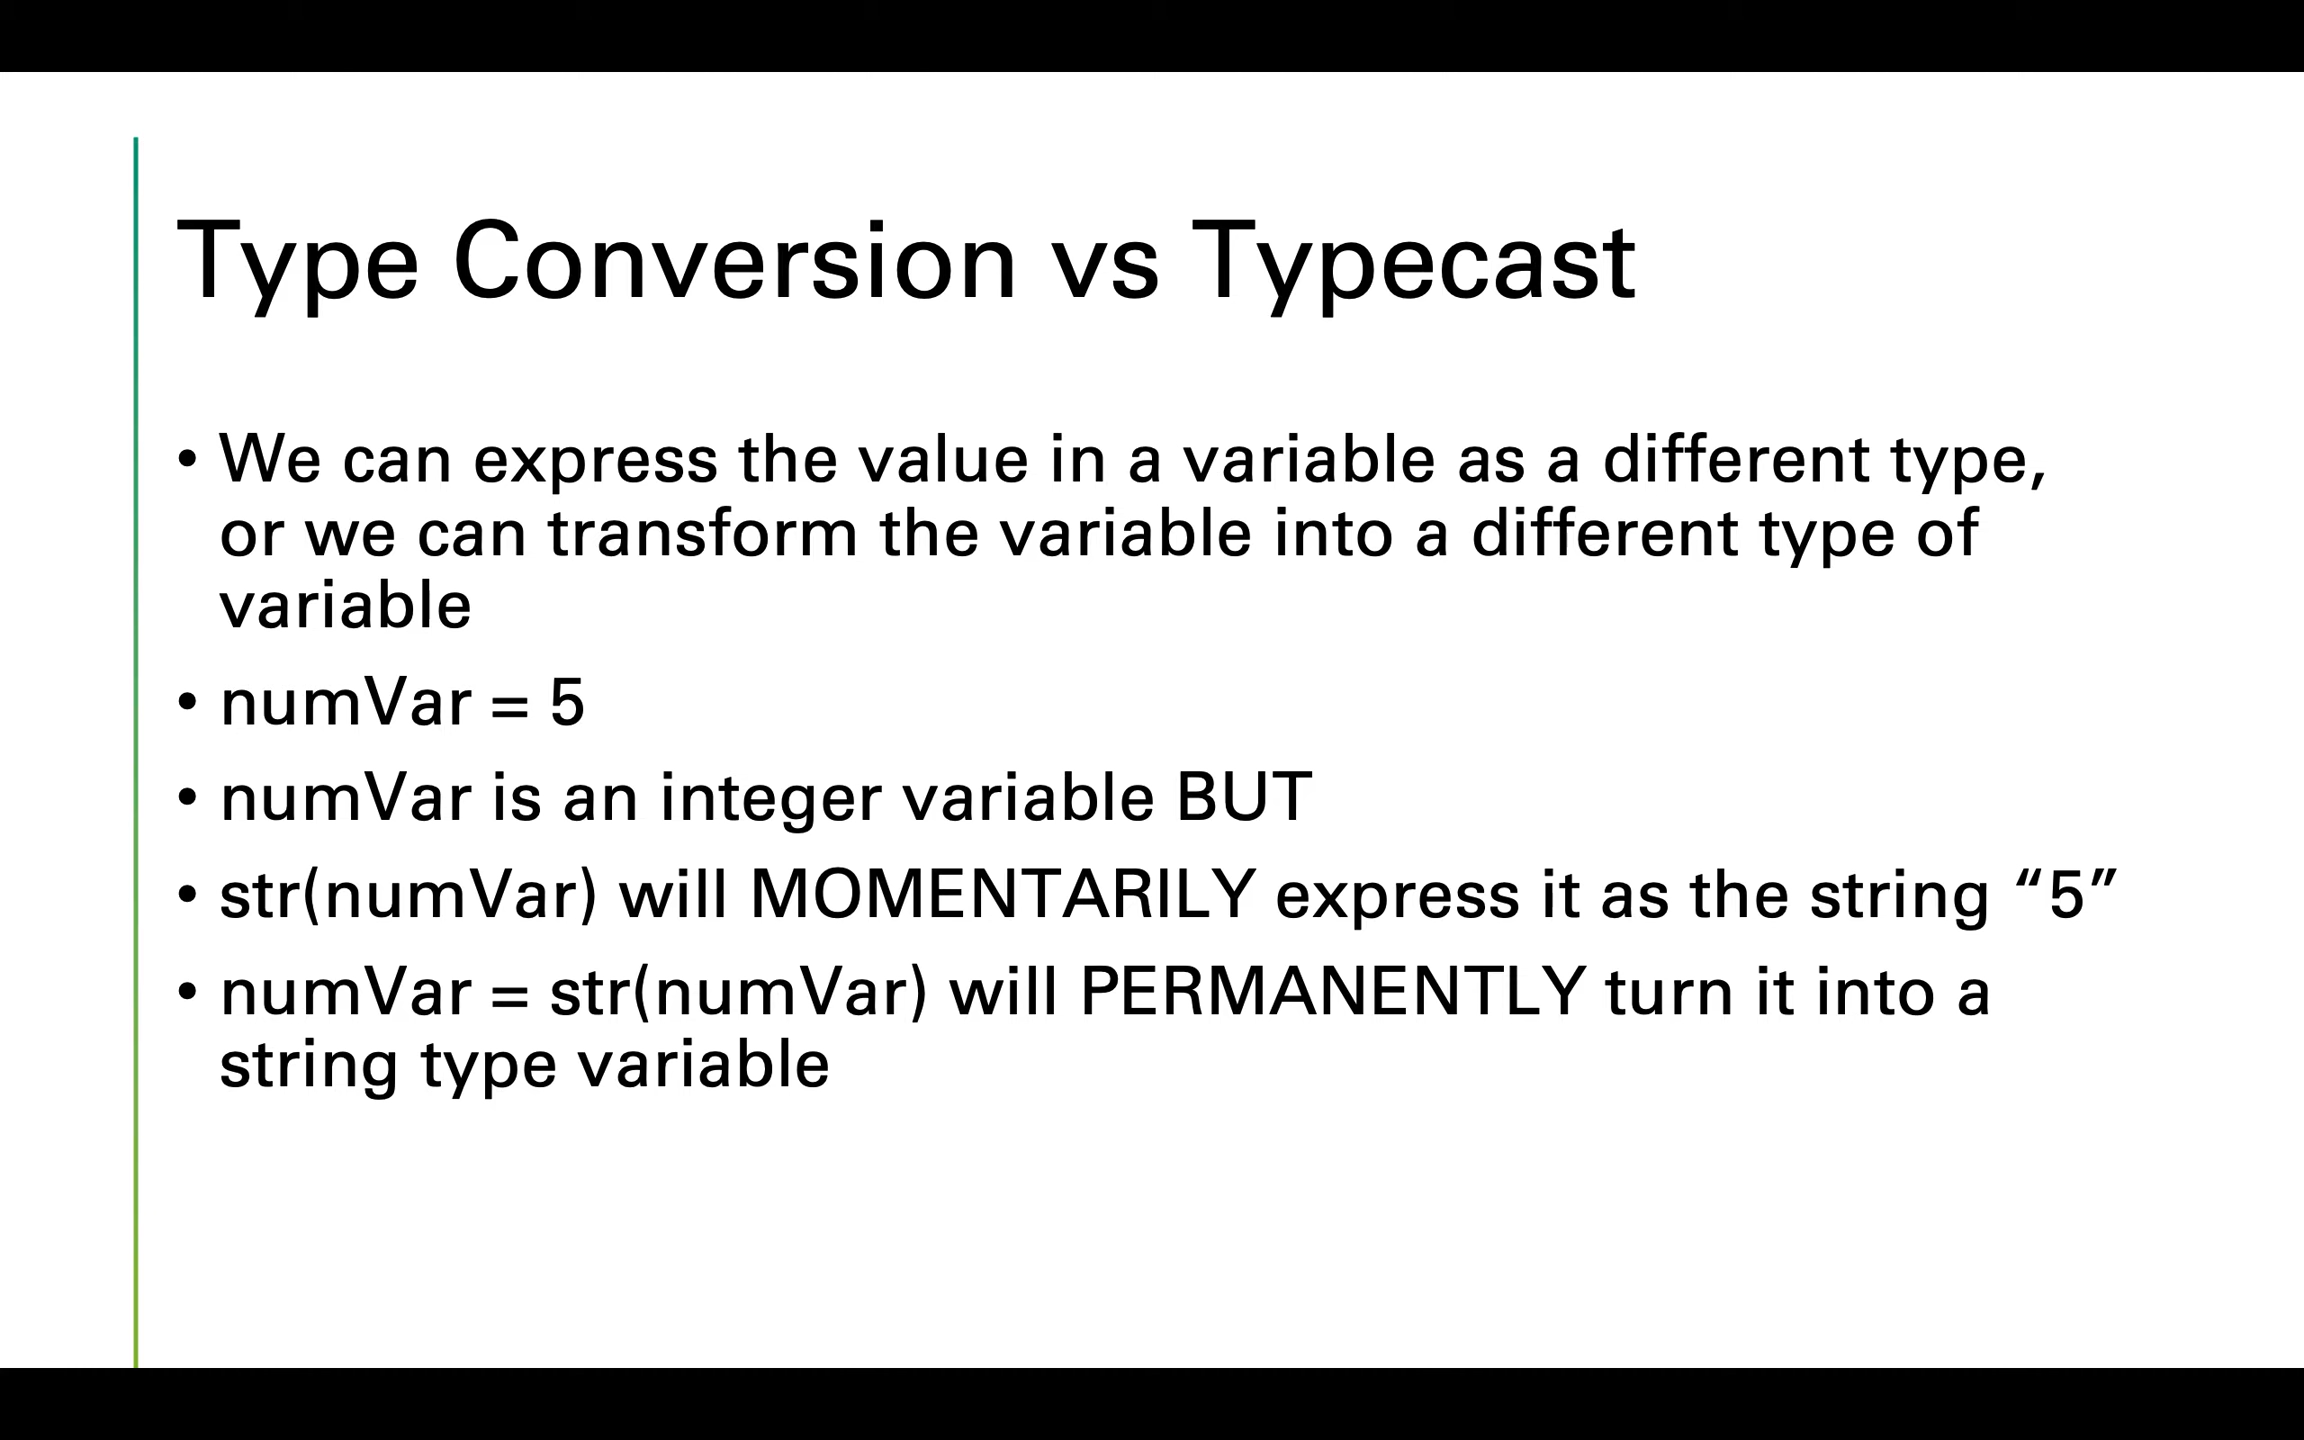 Type Conversion vs Typecast
• We can express the value in a variable as a different type,
or we can transform the variable into a different type of
variable
• numVar = 5
• numVar is an integer variable BUT
• str(numVar) will MOMENTARILY express it as the string “5”
• numVar = str(numVar) will PERMANENTLY turn it into a
string type variable